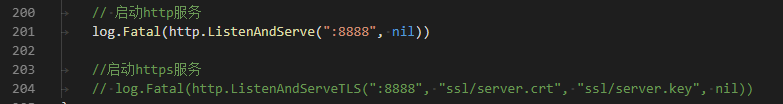 200 // 启动http服务
201 log.Fatal(http.ListenAndServe(":8888", nil))
202
203 //启动https服务
204 // log.Fatal(http.ListenAndServeTLS(":8888", "ssl/server.crt", "ssl/server.key", nil))